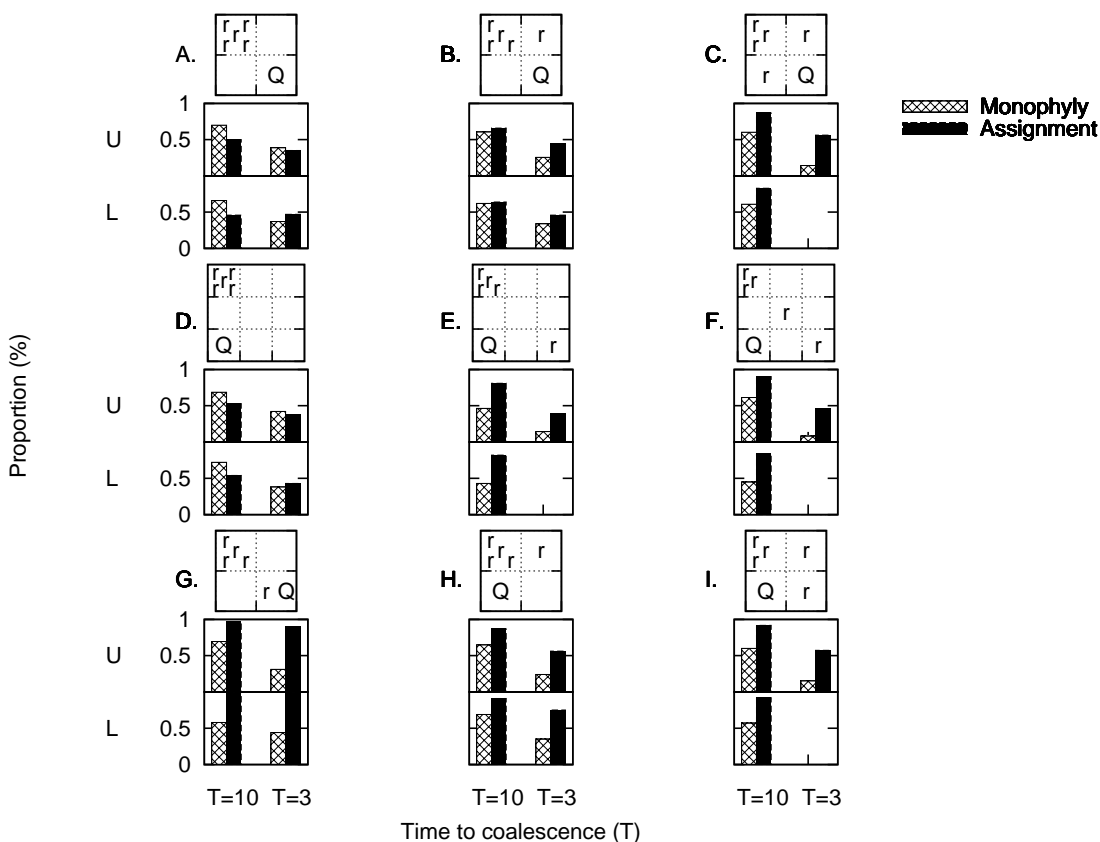 r r r r r
A.
Q
r r r r r
B.
Q
r r r r
C.
r Q
Monophyly
Assignment
1
U 0.5
L 0.5
0
r r r r r
D.
Q
r r r r
E.
Q r
r r r r
F.
r
Q r
1
U 0.5
L 0.5
0
r r r r
G.
r Q
r r r r r
H.
Q
r r r r
I.
Q r
1
U 0.5
L 0.5
0
T=10 T=3 T=10 T=3 T=10 T=3
Time to coalescence (T)
Proportion (%)